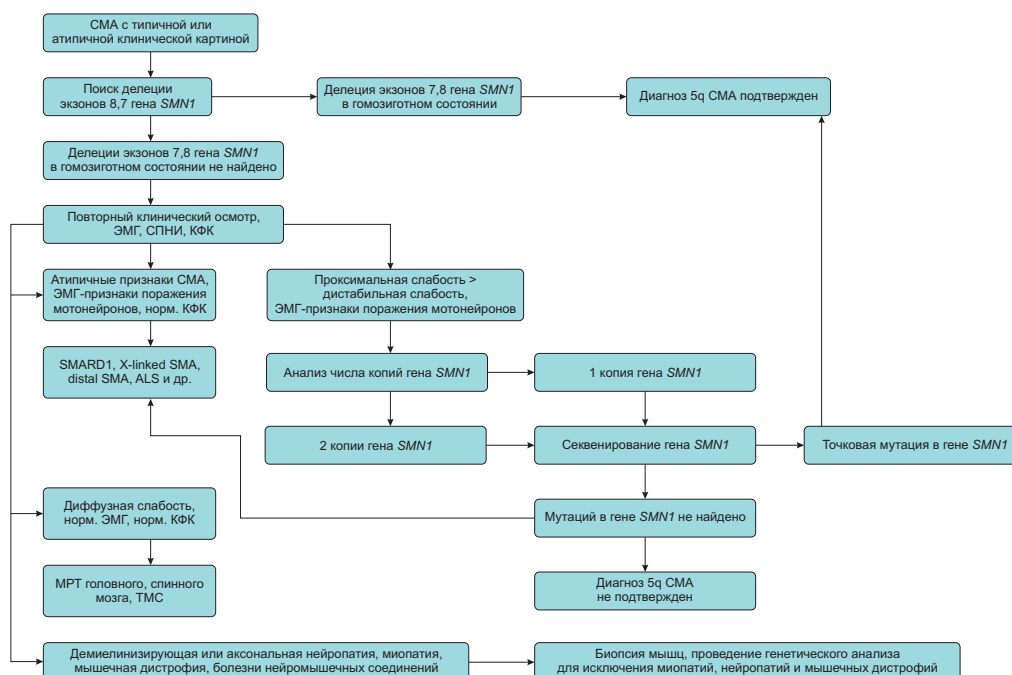 СМА с типичной или
атипичной клинической картиной
Поиск делеции
экзонов 8,7 гена SMN1
Делеция экзонов 7,8 гена SMN1
в гомозиготном состоянии
Диагноз 5q СМА подтвержден
Делеции экзонов 7,8 гена SMN1
в гомозиготном состоянии не найдено
Повторный клинический осмотр,
ЭМГ, СПНИ, КФК
Атипичные признаки СМА,
ЭМГ-признаки поражения
мотонейронов, норм. КФК
Проксимальная слабость >
дистабильная слабость,
ЭМГ-признаки поражения мотонейронов
SMARD1, X-linked SMA,
distal SMA, ALS и др.
Анализ числа копий гена SMN1
1 копия гена SMN1
2 копии гена SMN1
Секвенирование гена SMN1
Точковая мутация в гене SMN1
Диффузная слабость,
норм. ЭМГ, норм. КФК
Мутаций в гене SMN1 не найдено
МРТ головного, спинного
мозга, ТМС
Диагноз 5q СМА
не подтвержден
Демиелинизирующая или аксональная нейропатия, миопатия,
мышечная дистрофия, болезни нейромышечных соединений
Биопсия мышц, проведение генетического анализа
для исключения миопатий, нейропатий и мышечных дистрофий